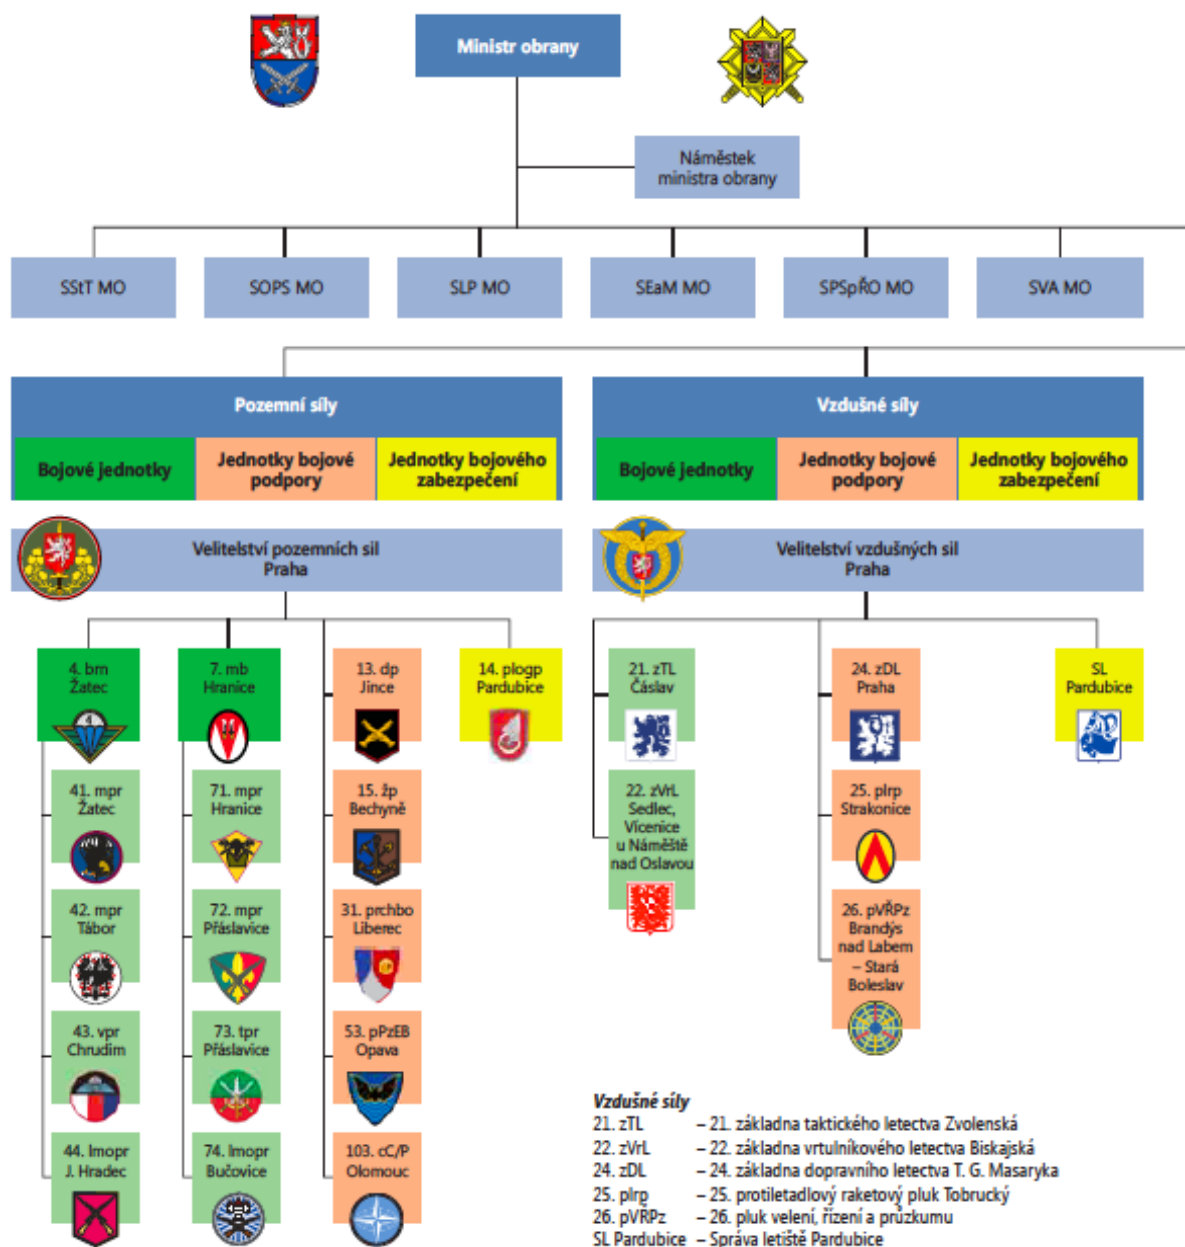 Ministr obrany
Náměstek
ministra obrany
SStT MO
SOPS MO
SLP MO
SEaM MO
SPSpŘO MO
SVA MO
Pozemní síly
Bojové jednotky
Jednotky bojové
podpory
Jednotky bojového
zabezpečení
Vzdušné síly
Bojové jednotky
Jednotky bojové
podpory
Jednotky bojového
zabezpečení
Velitelství pozemních sil
Praha
Velitelství vzdušných sil
Praha
4. brn
Žatec
41. mpr
Žatec
42. mpr
Tábor
43. vpr
Chrudim
44. lmopr
J. Hradec
7. mb
Hranice
71. mpr
Hranice
72. mpr
Přáslavice
73. tpr
Přáslavice
74. lmopr
Bučovice
13. dp
Jince
15. žp
Bechyně
31. prchbo
Liberec
53. pPzEB
Opava
103. cC/P
Olomouc
14. plogp
Pardubice
21. zTL
Čáslav
22. zVrL
Sedlec,
Vícenice
u Náměště
nad Oslavou
24. zDL
Praha
25. plrp
Strakonice
26. pVŘPz
Brandýs
nad Labem
– Stará
Boleslav
SL
Pardubice
Vzdušné síly
21. zTL – 21. základna taktického letectva Zvolenská
22. zVrL – 22. základna vrtulníkového letectva Biskajská
24. zDL – 24. základna dopravního letectva T. G. Masaryka
25. plrp – 25. protiletadlový raketový pluk Tobrucký
26. pVŘPz – 26. pluk velení, řízení a průzkumu
SL Pardubice – Správa letiště Pardubice